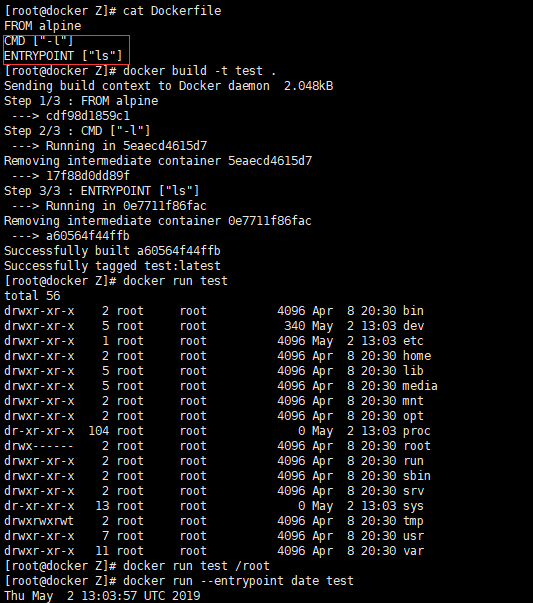 [root@docker Z]# cat Dockerfile
FROM alpine
CMD ["-l"]
ENTRYPOINT ["ls"]
[root@docker Z]# docker build -t test .
Sending build context to Docker daemon  2.048kB
Step 1/3 : FROM alpine
 ---> cdf98d1859c1
Step 2/3 : CMD ["-l"]
 ---> Running in 5eaecd4615d7
Removing intermediate container 5eaecd4615d7
 ---> 17f88d0dd89f
Step 3/3 : ENTRYPOINT ["ls"]
 ---> Running in 0e7711f86fac
Removing intermediate container 0e7711f86fac
 ---> a60564f44ffb
Successfully built a60564f44ffb
Successfully tagged test:latest
[root@docker Z]# docker run test
total 56
drwxr-xr-x    2 root     root          4096 Apr  8 20:30 bin
drwxr-xr-x    5 root     root           340 May  2 13:03 dev
drwxr-xr-x    1 root     root          4096 May  2 13:03 etc
drwxr-xr-x    2 root     root          4096 Apr  8 20:30 home
drwxr-xr-x    5 root     root          4096 Apr  8 20:30 lib
drwxr-xr-x    5 root     root          4096 Apr  8 20:30 media
drwxr-xr-x    2 root     root          4096 Apr  8 20:30 mnt
drwxr-xr-x    2 root     root          4096 Apr  8 20:30 opt
dr-xr-xr-x  104 root     root             0 May  2 13:03 proc
drwx------    2 root     root          4096 Apr  8 20:30 root
drwxr-xr-x    2 root     root          4096 Apr  8 20:30 run
drwxr-xr-x    2 root     root          4096 Apr  8 20:30 sbin
drwxr-xr-x    2 root     root          4096 Apr  8 20:30 srv
dr-xr-xr-x   13 root     root             0 May  2 13:03 sys
drwxrwxrwt    2 root     root          4096 Apr  8 20:30 tmp
drwxr-xr-x    7 root     root          4096 Apr  8 20:30 usr
drwxr-xr-x   11 root     root          4096 Apr  8 20:30 var
[root@docker Z]# docker run test /root
[root@docker Z]# docker run --entrypoint date test
Thu May  2 13:03:57 UTC 2019